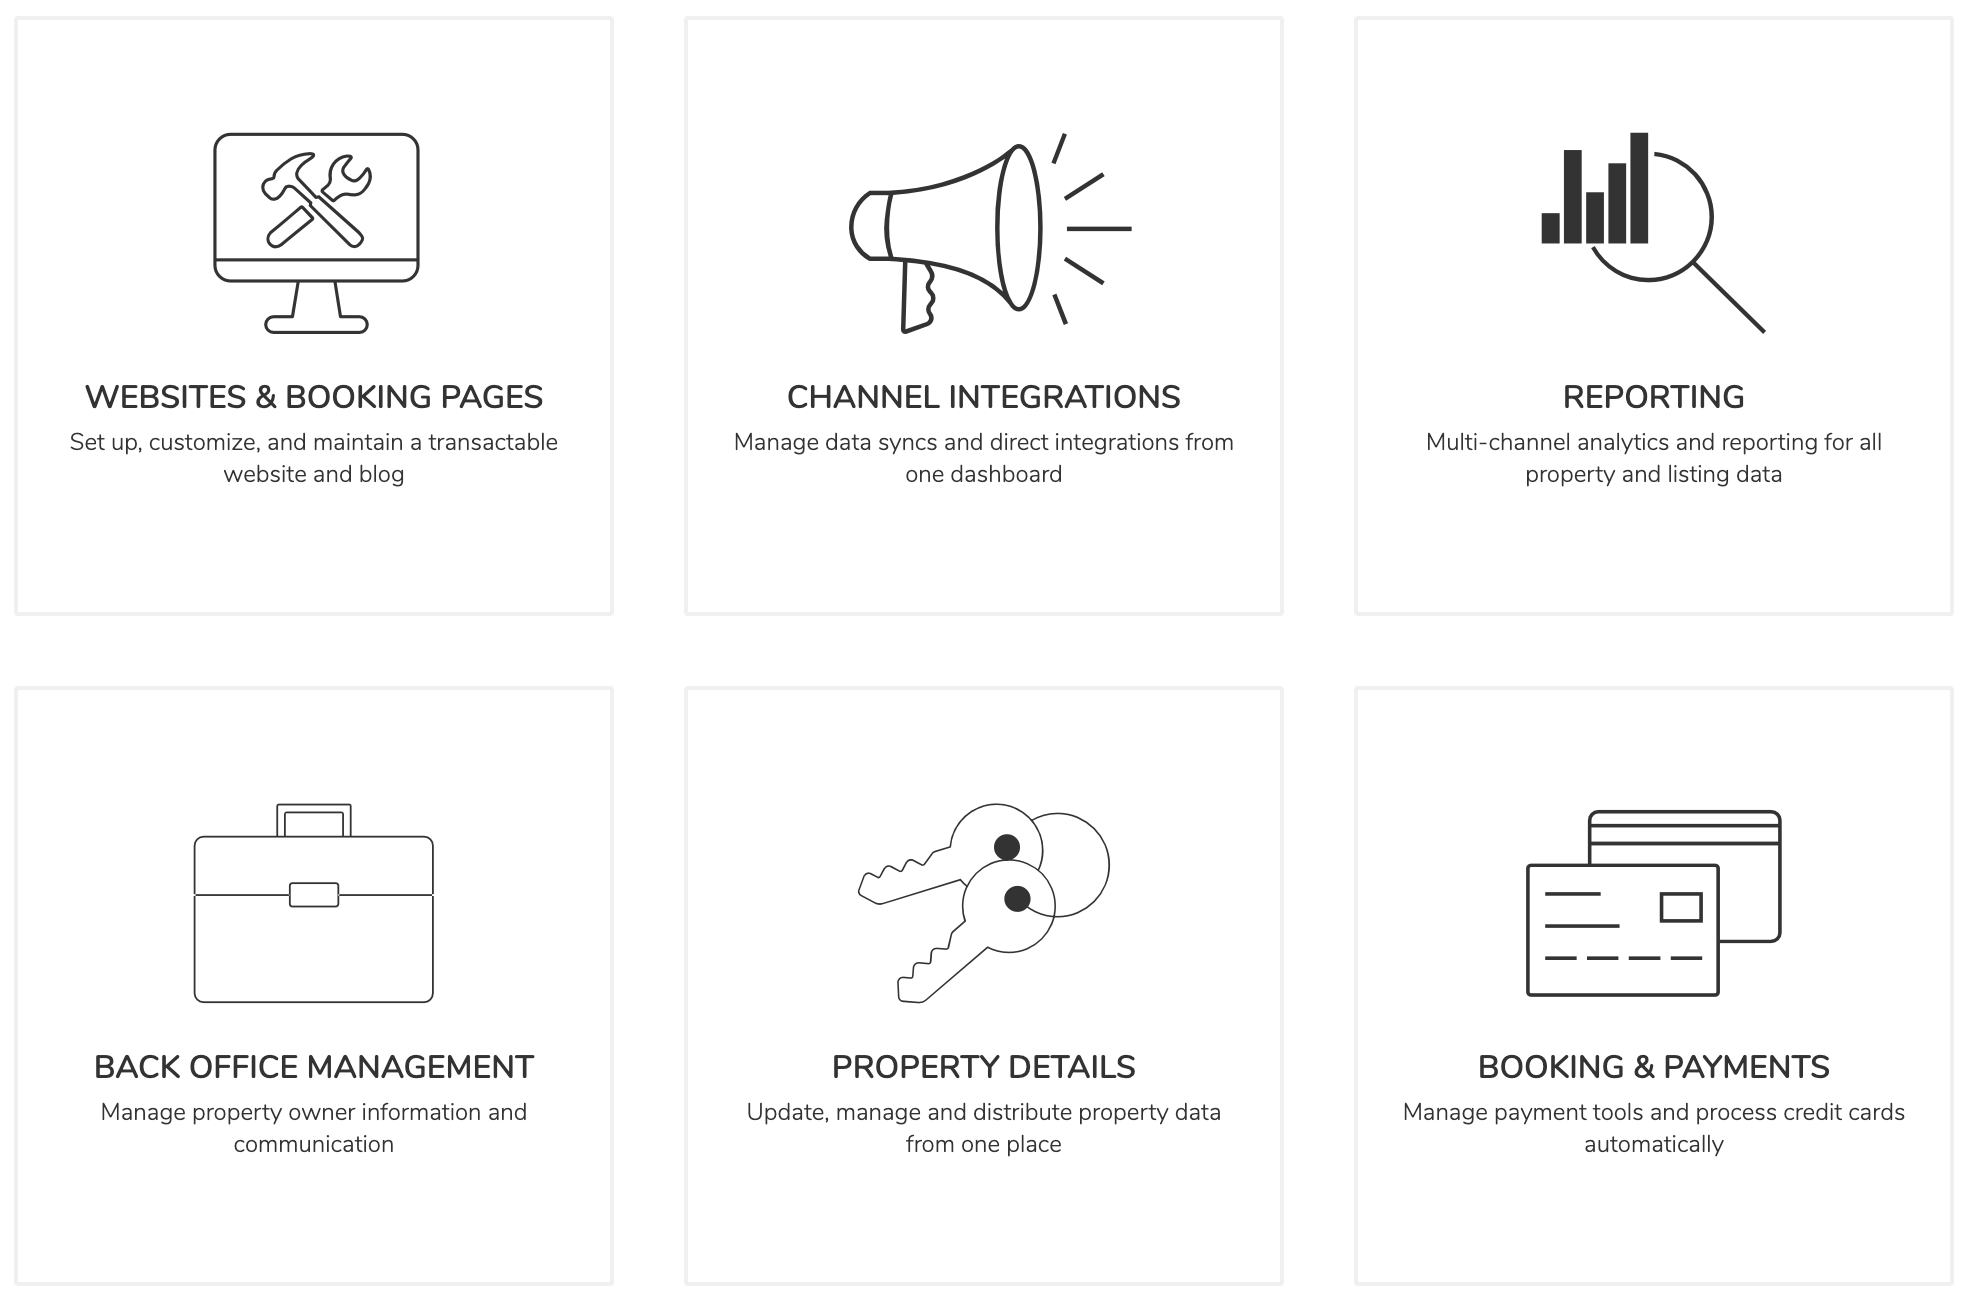 WEBSITES & BOOKING PAGES
Set up, customize, and maintain a transactable
website and blog
CHANNEL INTEGRATIONS
Manage data syncs and direct integrations from
one dashboard
REPORTING
Multi-channel analytics and reporting for all
property and listing data
BACK OFFICE MANAGEMENT
Manage property owner information and
communication
PROPERTY DETAILS
Update, manage and distribute property data
from one place
BOOKING & PAYMENTS
Manage payment tools and process credit cards
automatically